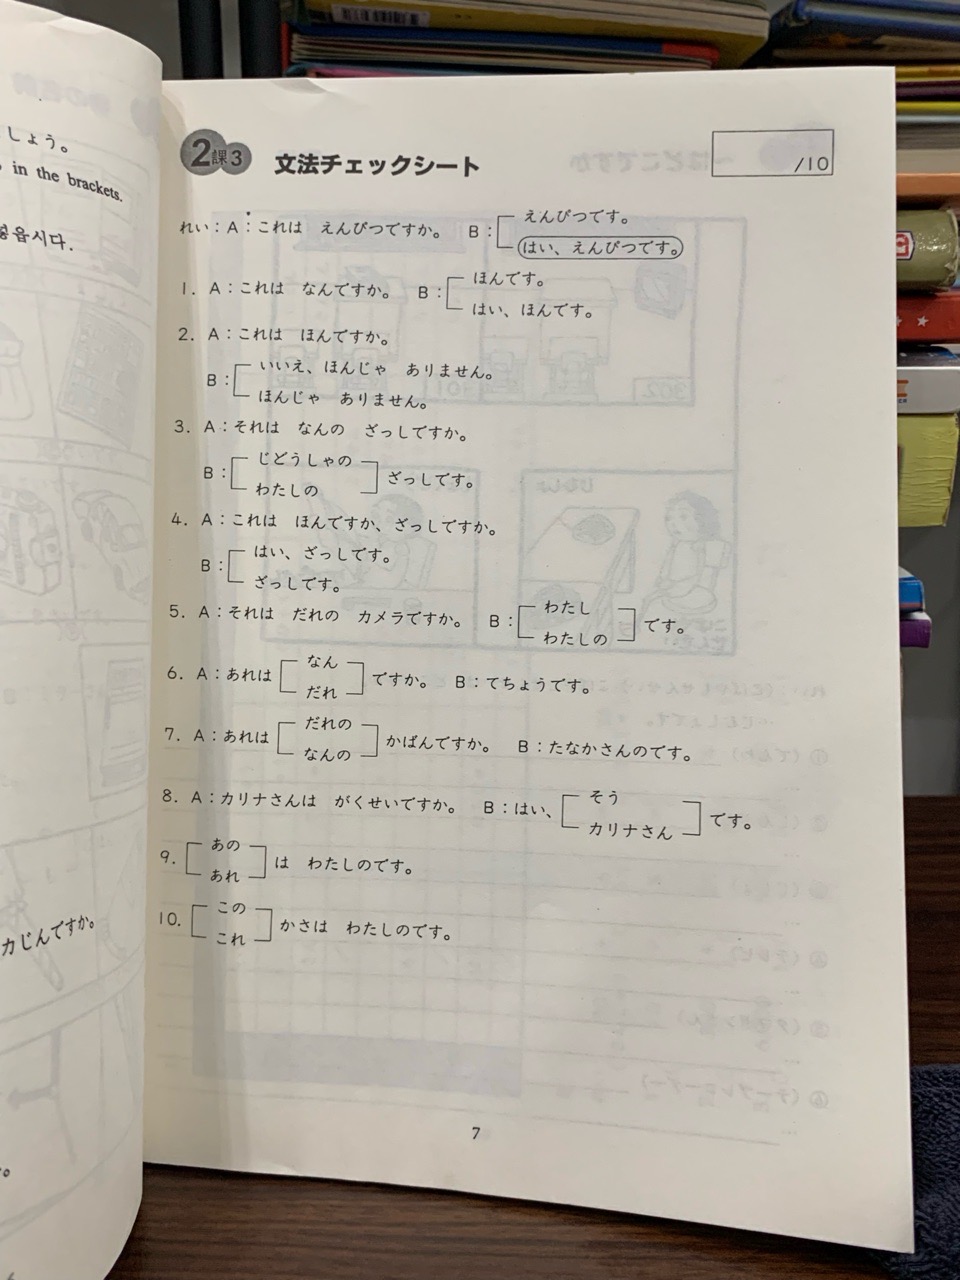 しょう。
in the brackets.
읍시다.
カじんですか。
2課3 文法チェックシート
/10
れい：A：これは　えんぴつですか。 B： えんぴつです。
はい、えんぴつです。
1. A：これは　なんですか。 B： ほんです。
はい、ほんです。
2. A：これは　ほんですか。
B： いいえ、ほんじゃ　ありません。
ほんじゃ　ありません。
3. A：それは　なんの　ざっしですか。
B： じどうしゃの
わたしの
ざっしです。
4. A：これは　ほんですか、ざっしですか。
B： はい、ざっしです。
ざっしです。
5. A：それは　だれの　カメラですか。 B： わたし
わたしの
です。
6. A：あれは なん
だれ
ですか。 B：てちょうです。
7. A：あれは だれの
なんの
かばんですか。 B：たなかさんのです。
8. A：カリナさんは　がくせいですか。 B：はい、 そう
カリナさん
です。
9. あの
あれ
は　わたしのです。
10. この
これ
かさは　わたしのです。
7